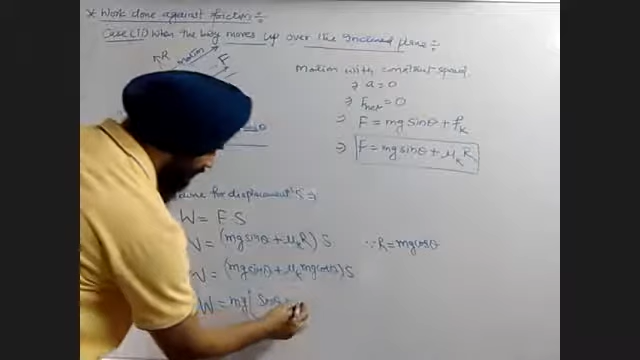 * Work done against friction :-
Case (1) When the body moves up over the Inclined plane :-
R
Motion
F
Motion with constant speed.
⇒ a = 0
⇒ Fnet = 0
⇒ F = mg sinθ + fk
⇒ F = mg sinθ + μk R
done for displacement 'S' ⇒
W = F S
W = (mg sinθ + μk R) S
∵ R = mg cosθ
W = (mg sinθ + μk mg cosθ) S
W = mg ( sinθ